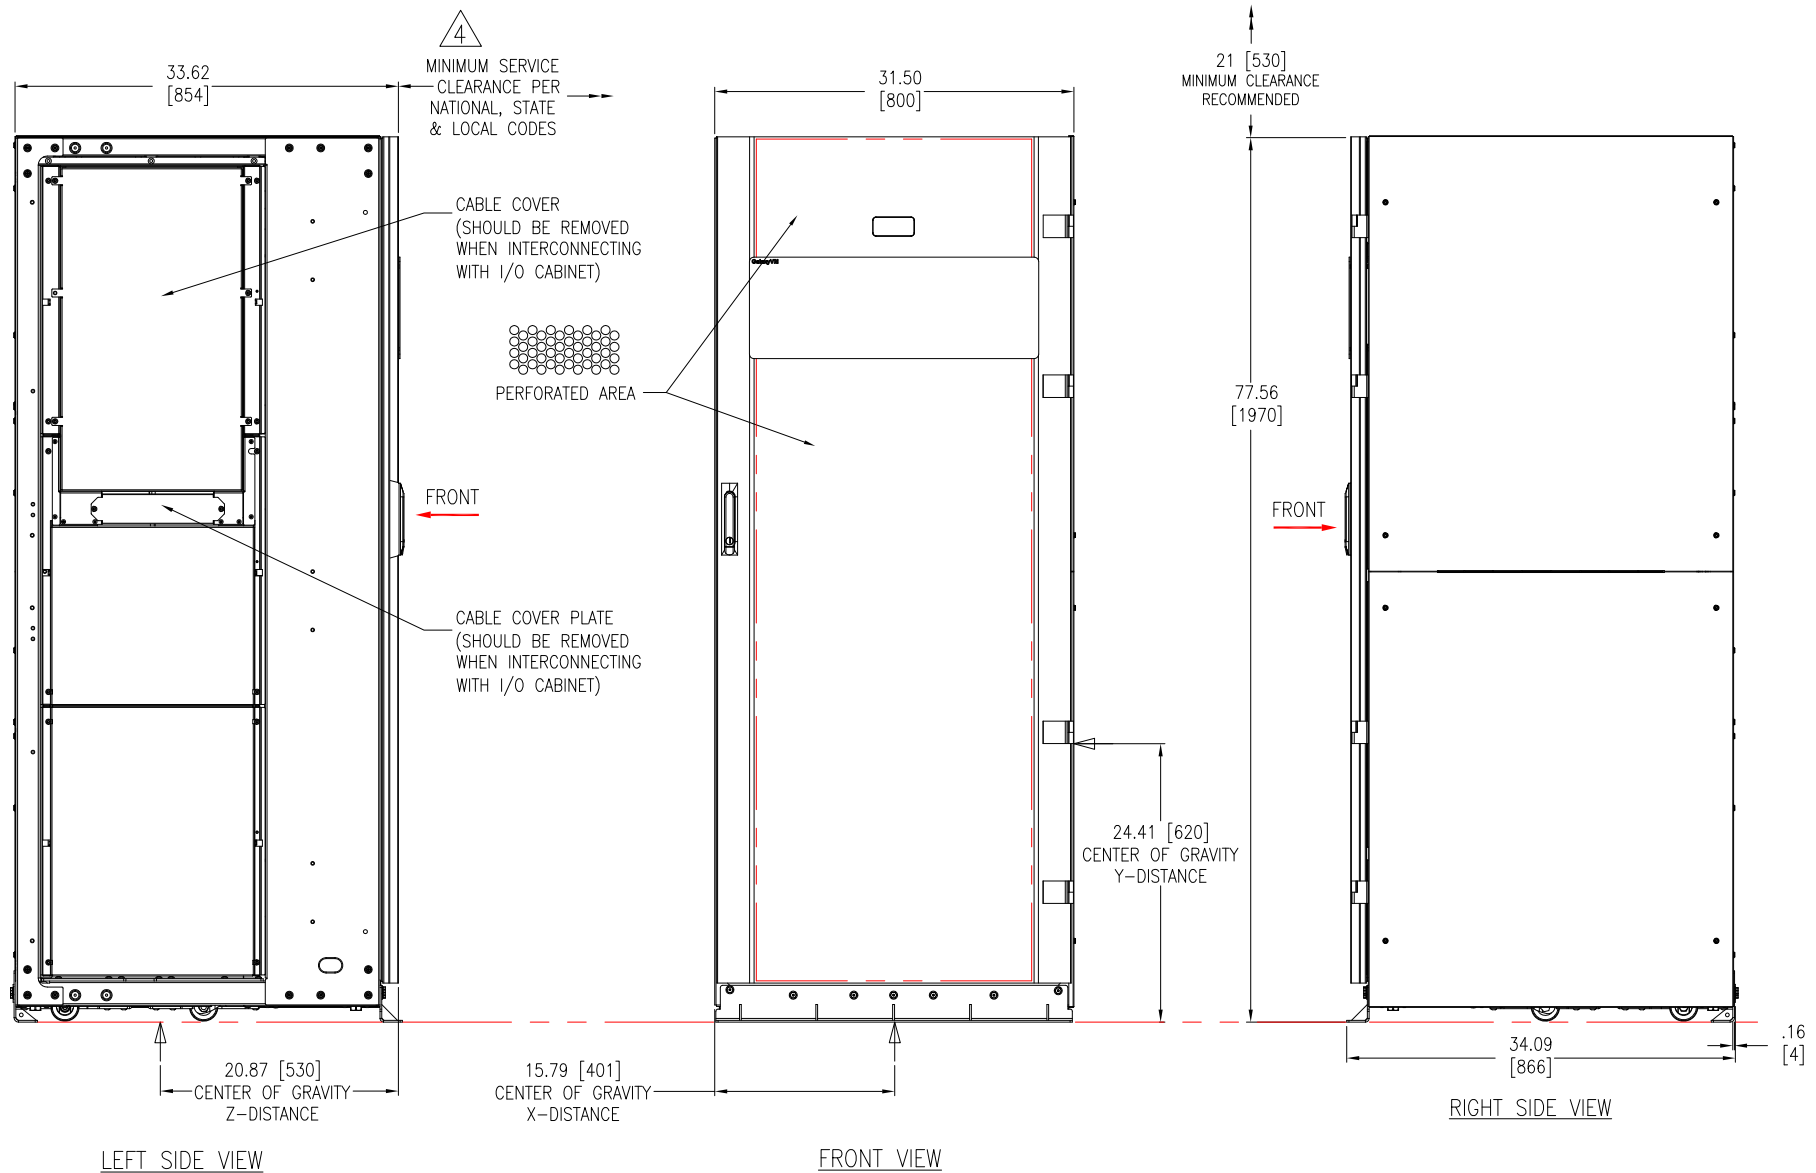 4
MINIMUM SERVICE
CLEARANCE PER
NATIONAL, STATE
& LOCAL CODES
33.62
[854]
CABLE COVER
(SHOULD BE REMOVED
WHEN INTERCONNECTING
WITH I/O CABINET)
PERFORATED AREA
FRONT
CABLE COVER PLATE
(SHOULD BE REMOVED
WHEN INTERCONNECTING
WITH I/O CABINET)
20.87 [530]
CENTER OF GRAVITY
Z-DISTANCE
LEFT SIDE VIEW
31.50
[800]
GalaxyVM
24.41 [620]
CENTER OF GRAVITY
Y-DISTANCE
15.79 [401]
CENTER OF GRAVITY
X-DISTANCE
FRONT VIEW
21 [530]
MINIMUM CLEARANCE
RECOMMENDED
77.56
[1970]
FRONT
34.09
[866]
.16
[4]
RIGHT SIDE VIEW